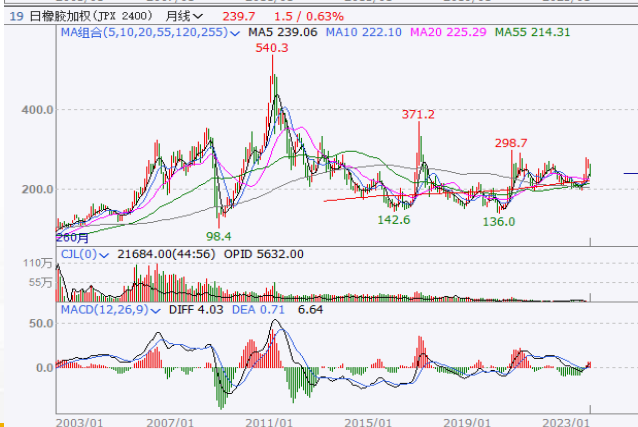 19 日橡胶加权(JPX 2400) 月线 239.7 1.5 / 0.63%
MA组合(5,10,20,55,120,255) MA5 239.06 MA10 222.10 MA20 225.29 MA55 214.31
540.3
400.0
371.2
298.7
200.0
142.6
136.0
98.4
260月
CJL(0) 21684.00(44:56) OPID 5632.00
110万
55万
MACD(12,26,9) DIFF 4.03 DEA 0.71 6.64
50.0
0.0
2003/01 2007/01 2011/01 2015/01 2019/01 2023/01